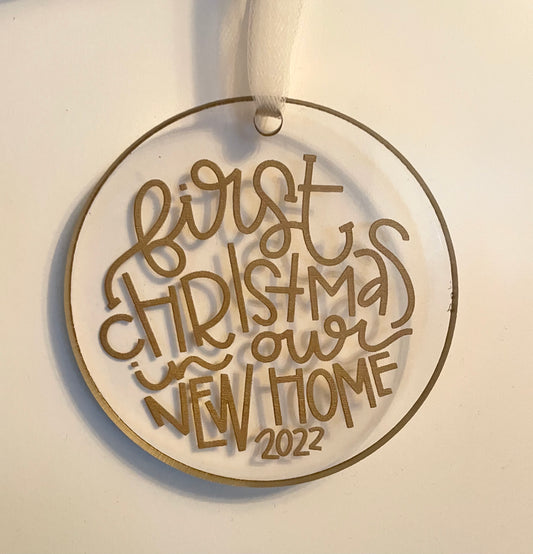 first
CHRISTMAS
in our
NEW HOME
2022